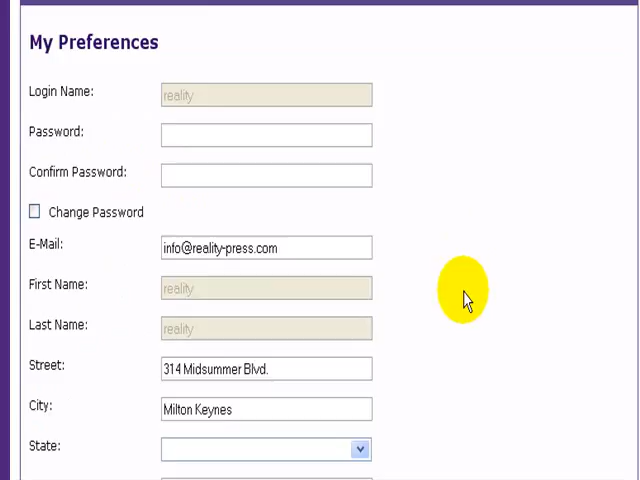 My Preferences
Login Name: reality
Password:
Confirm Password:
Change Password
E-Mail: info@reality-press.com
First Name: reality
Last Name: reality
Street: 314 Midsummer Blvd.
City: Milton Keynes
State: